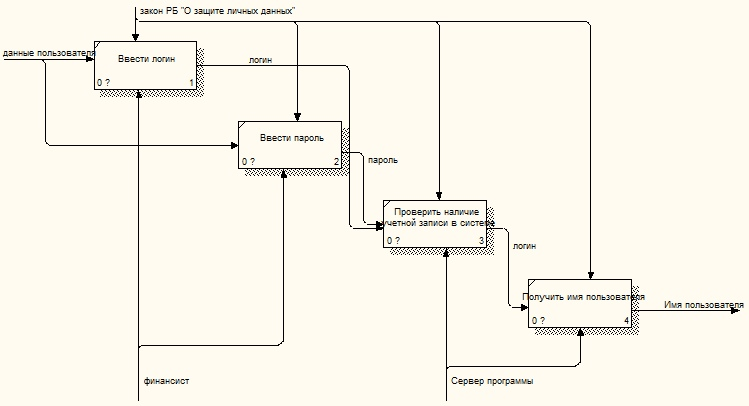 закон РБ "О защите личных данных"
данные пользователя
Ввести логин
0 ?
1
логин
Ввести пароль
0 ?
2
пароль
Проверить наличие
учетной записи в системе
0 ?
3
логин
Получить имя пользователя
0 ?
4
Имя пользователя
финансист
Сервер программы